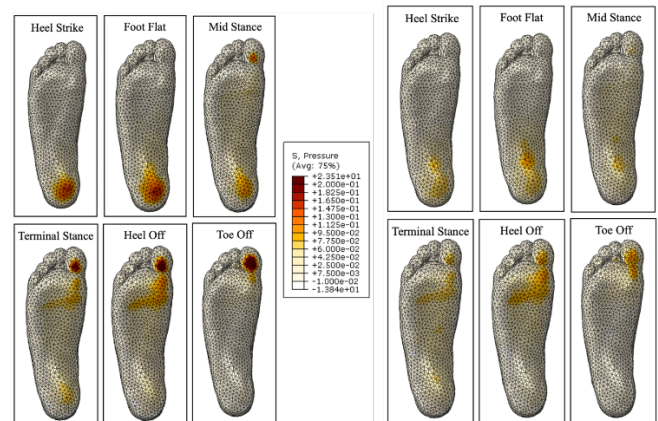 Heel Strike Foot Flat Mid Stance
S, Pressure
(Avg: 75%)
+2.351e+01
+2.000e-01
+1.825e-01
+1.650e-01
+1.475e-01
+1.300e-01
+1.125e-01
+9.500e-02
+7.750e-02
+6.000e-02
+4.250e-02
+2.500e-02
+7.500e-03
-1.000e-02
-1.384e+01
Terminal Stance Heel Off Toe Off
Heel Strike Foot Flat Mid Stance
Terminal Stance Heel Off Toe Off